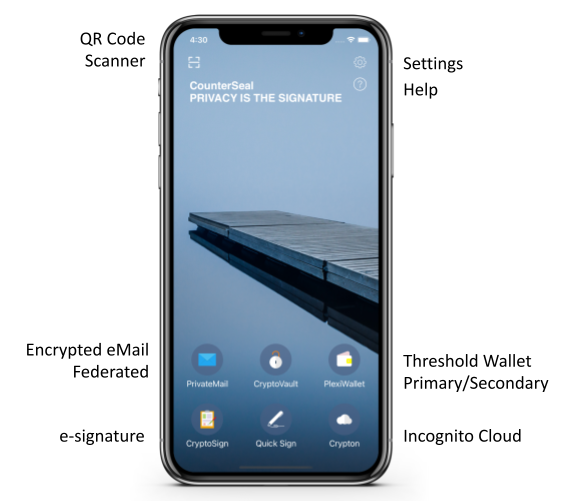 QR Code
Scanner
4:30
Settings
Help
CounterSeal
PRIVACY IS THE SIGNATURE
Encrypted eMail
Federated
Threshold Wallet
Primary/Secondary
PrivateMail
CryptoVault
PlexiWallet
e-signature
Incognito Cloud
CryptoSign
Quick Sign
Crypton